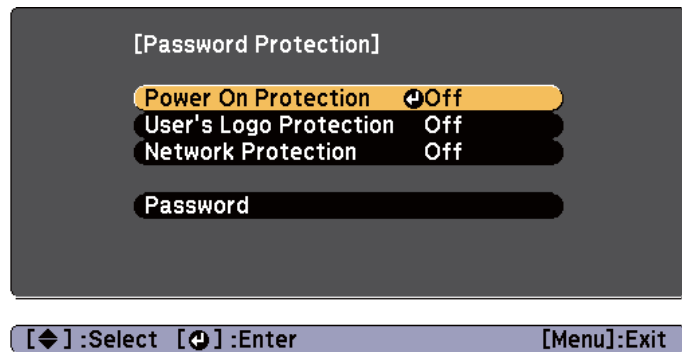 [Password Protection]
Power On Protection Off
User's Logo Protection Off
Network Protection Off
Password
[◆] :Select [↵] :Enter [Menu]:Exit